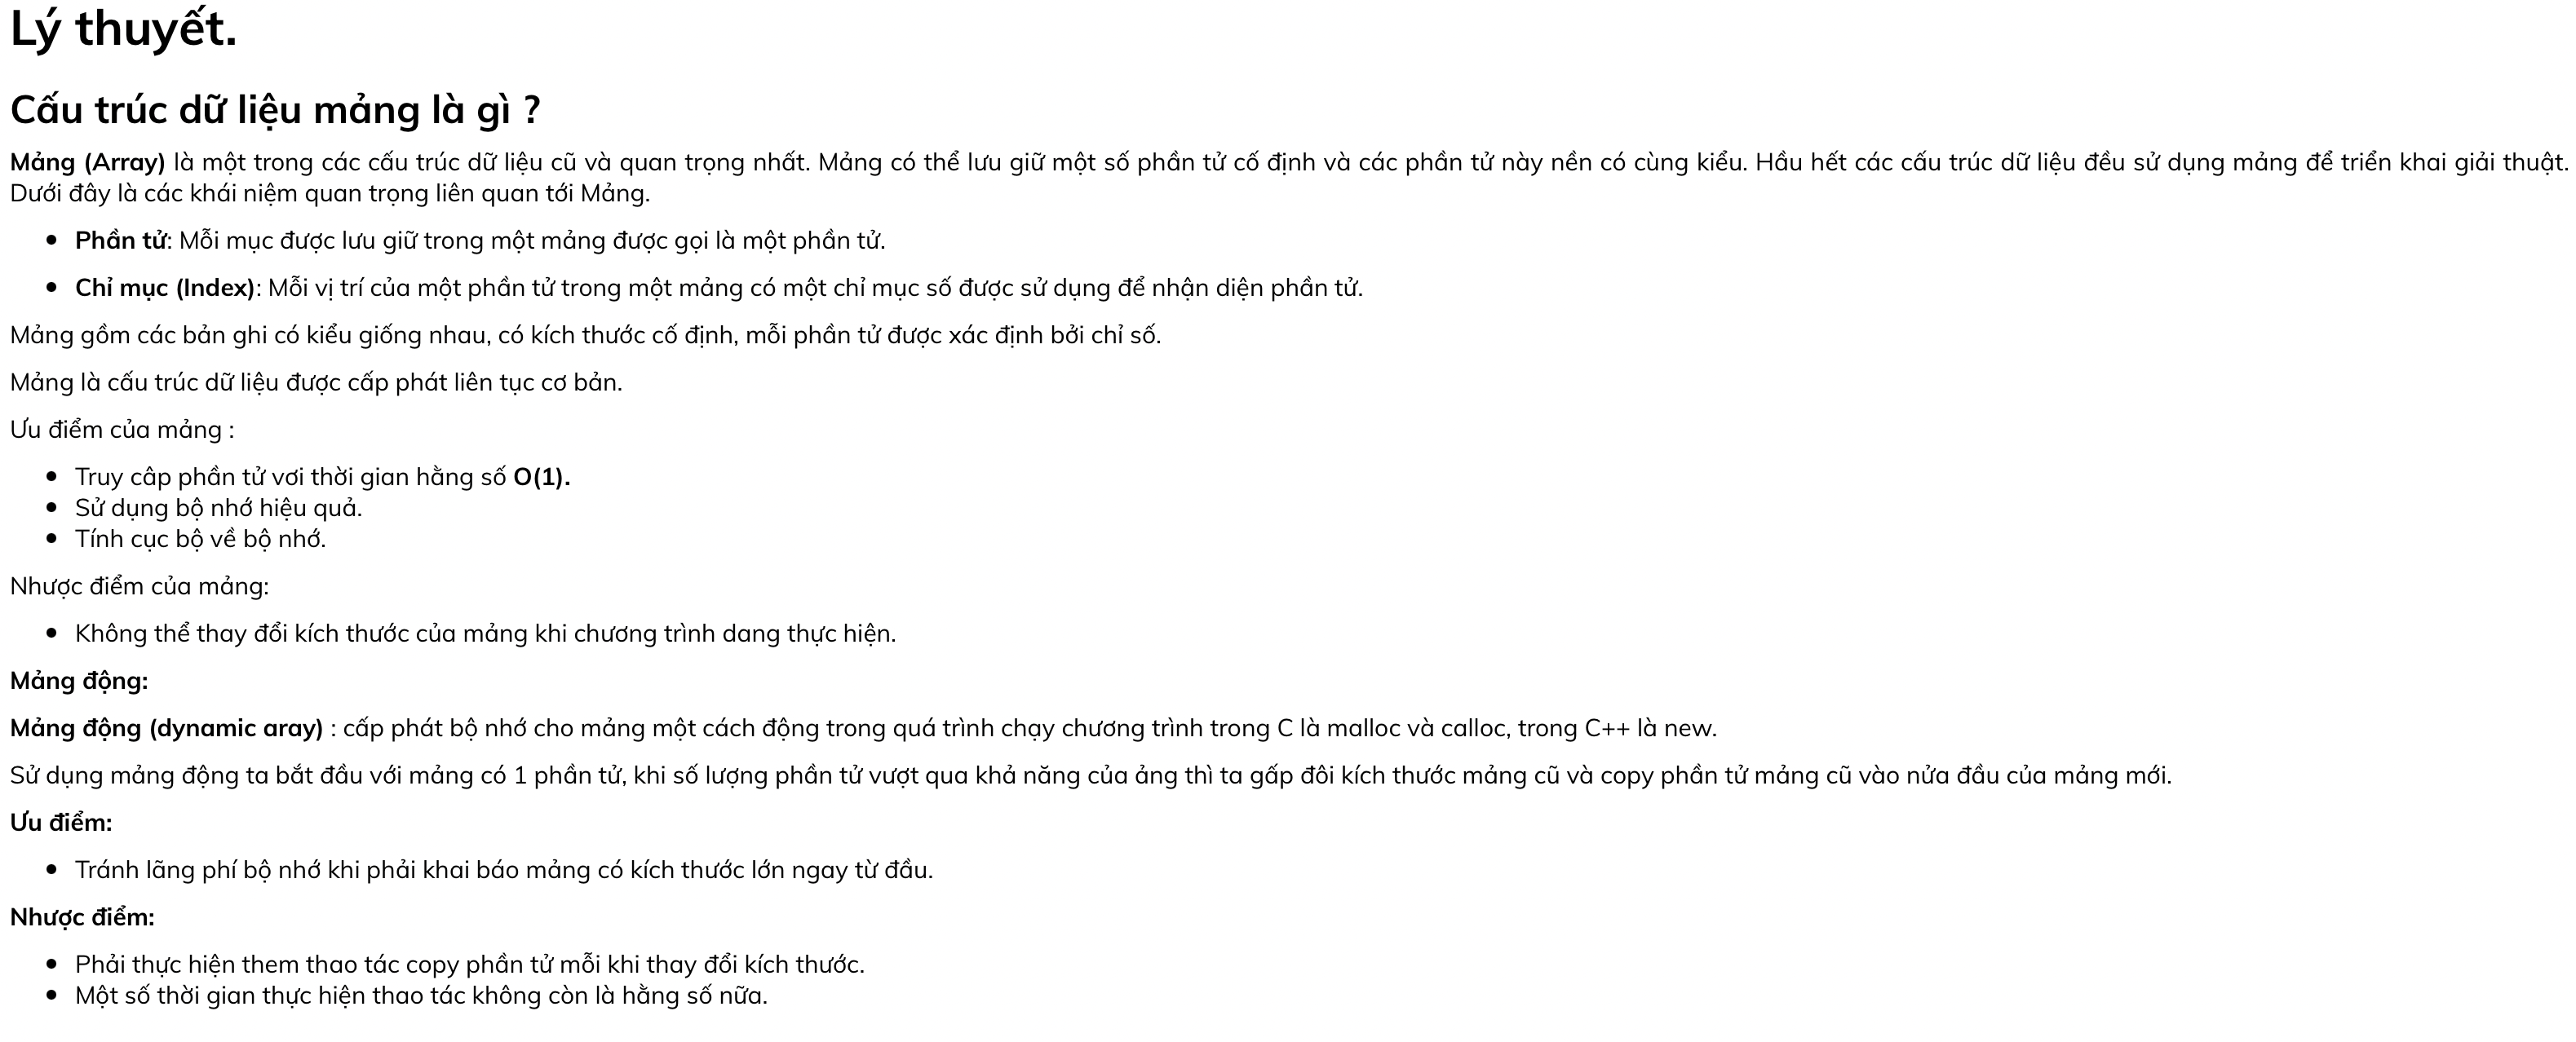 Lý thuyết.
Cấu trúc dữ liệu mảng là gì ?
Mảng (Array) là một trong các cấu trúc dữ liệu cũ và quan trọng nhất. Mảng có thể lưu giữ một số phần tử cố định và các phần tử này nền có cùng kiểu. Hầu hết các cấu trúc dữ liệu đều sử dụng mảng để triển khai giải thuật.
Dưới đây là các khái niệm quan trọng liên quan tới Mảng.
• Phần tử: Mỗi mục được lưu giữ trong một mảng được gọi là một phần tử.
• Chỉ mục (Index): Mỗi vị trí của một phần tử trong một mảng có một chỉ mục số được sử dụng để nhận diện phần tử.
Mảng gồm các bản ghi có kiểu giống nhau, có kích thước cố định, mỗi phần tử được xác định bởi chỉ số.
Mảng là cấu trúc dữ liệu được cấp phát liên tục cơ bản.
Ưu điểm của mảng :
• Truy câp phần tử vơi thời gian hằng số O(1).
• Sử dụng bộ nhớ hiệu quả.
• Tính cục bộ về bộ nhớ.
Nhược điểm của mảng:
• Không thể thay đổi kích thước của mảng khi chương trình dang thực hiện.
Mảng động:
Mảng động (dynamic aray) : cấp phát bộ nhớ cho mảng một cách động trong quá trình chạy chương trình trong C là malloc và calloc, trong C++ là new.
Sử dụng mảng động ta bắt đầu với mảng có 1 phần tử, khi số lượng phần tử vượt qua khả năng của ảng thì ta gấp đôi kích thước mảng cũ và copy phần tử mảng cũ vào nửa đầu của mảng mới.
Ưu điểm:
• Tránh lãng phí bộ nhớ khi phải khai báo mảng có kích thước lớn ngay từ đầu.
Nhược điểm:
• Phải thực hiện them thao tác copy phần tử mỗi khi thay đổi kích thước.
• Một số thời gian thực hiện thao tác không còn là hằng số nữa.